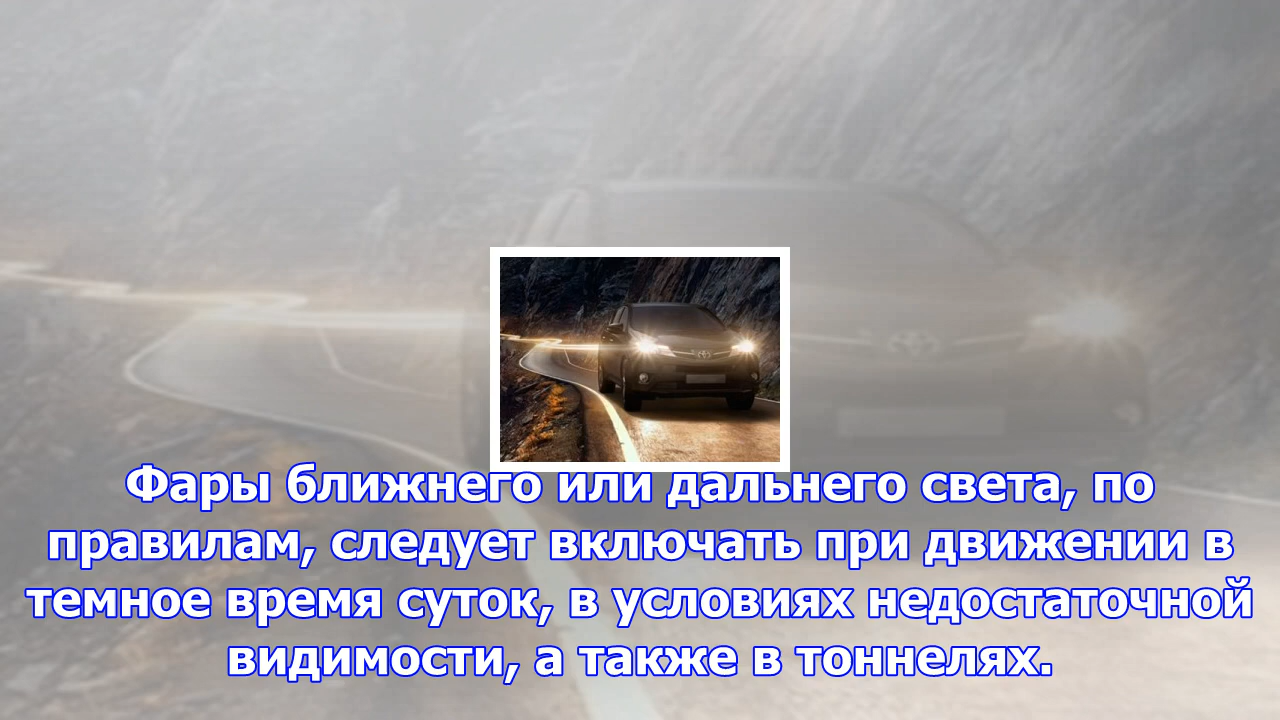 Фары ближнего или дальнего света, по
правилам, следует включать при движении в
темное время суток, в условиях недостаточной
видимости, а также в тоннелях.